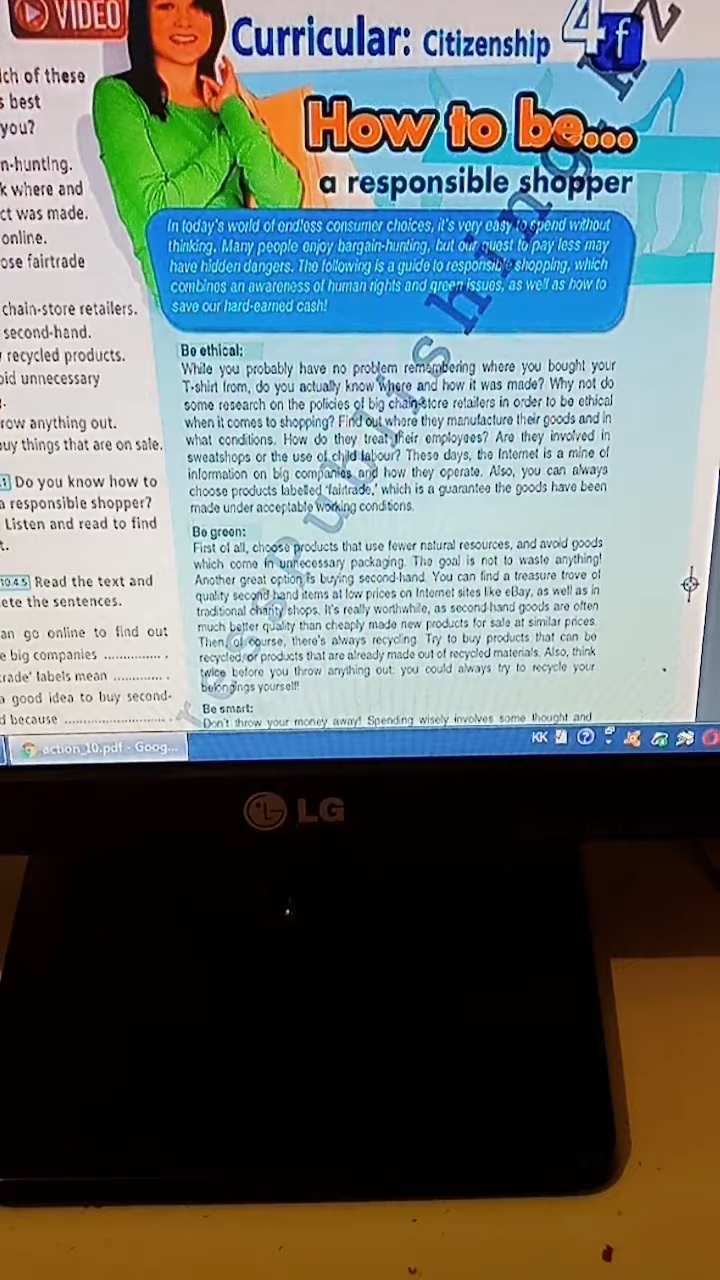 VIDEO
Curricular: Citizenship 4f
How to be...
a responsible shopper
ich of these
s best
you?
n-hunting.
k where and
ct was made.
online.
ose fairtrade
chain-store retailers.
second-hand.
recycled products.
oid unnecessary
row anything out.
buy things that are on sale.
Do you know how to
a responsible shopper?
Listen and read to find
t.
10.4.5 Read the text and
ete the sentences.
an go online to find out
e big companies .............. .
trade' labels mean ............. .
a good idea to buy second-
d because ........................... .
In today's world of endless consumer choices, it's very easy to spend without
thinking. Many people enjoy bargain-hunting, but our quest to pay less may
have hidden dangers. The following is a guide to responsible shopping, which
combines an awareness of human rights and green issues, as well as how to
save our hard-earned cash!
Be ethical:
While you probably have no problem remembering where you bought your
T-shirt from, do you actually know where and how it was made? Why not do
some research on the policies of big chain-store retailers in order to be ethical
when it comes to shopping? Find out where they manufacture their goods and in
what conditions. How do they treat their employees? Are they involved in
sweatshops or the use of child labour? These days, the Internet is a mine of
information on big companies and how they operate. Also, you can always
choose products labelled 'fairtrade,' which is a guarantee the goods have been
made under acceptable working conditions.
Be green:
First of all, choose products that use fewer natural resources, and avoid goods
which come in unnecessary packaging. The goal is not to waste anything!
Another great option is buying second-hand. You can find a treasure trove of
quality second-hand items at low prices on Internet sites like eBay, as well as in
traditional charity shops. It's really worthwhile, as second-hand goods are often
much better quality than cheaply made new products for sale at similar prices.
Then, of course, there's always recycling. Try to buy products that can be
recycled, or products that are already made out of recycled materials. Also, think
twice before you throw anything out: you could always try to recycle your
belongings yourself!
Be smart:
Don't throw your money away! Spending wisely involves some thought and
action_10.pdf - Goog...
KK
LG